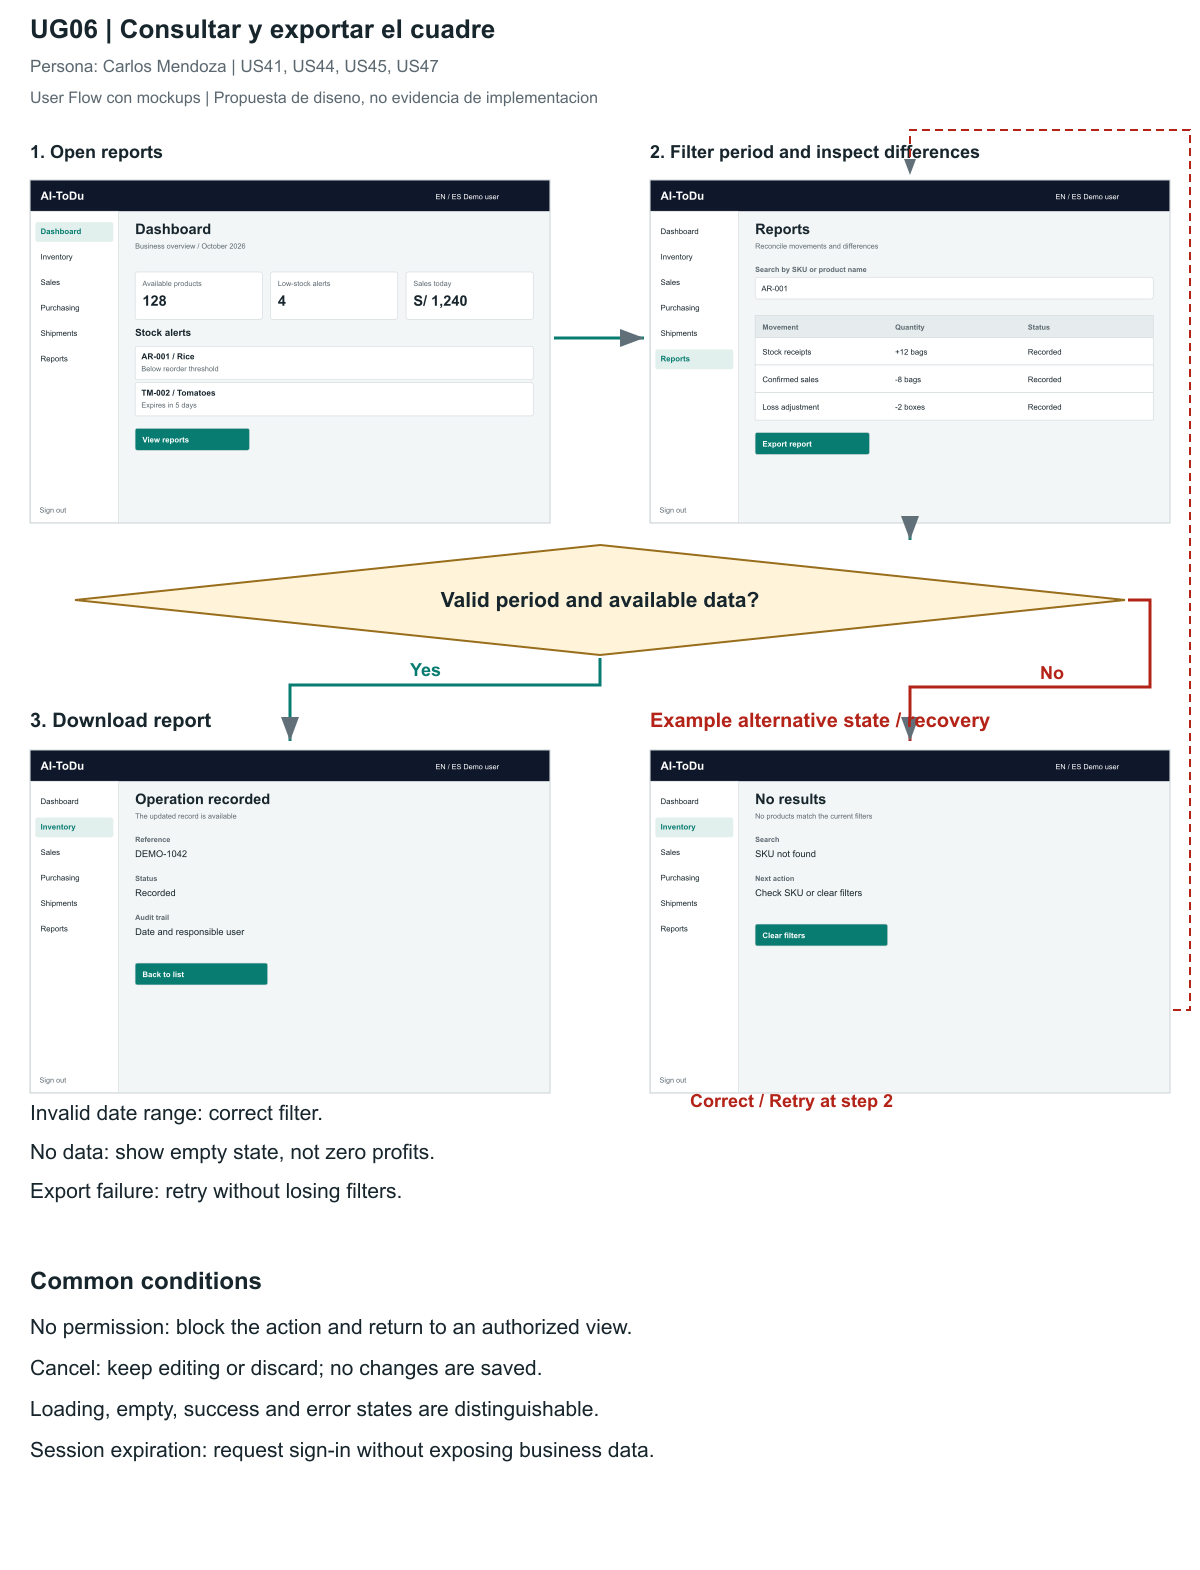 UG06 | Consultar y exportar el cuadre
Persona: Carlos Mendoza | US41, US44, US45, US47
User Flow con mockups | Propuesta de diseno, no evidencia de implementacion
1. Open reports
AI-ToDu
EN / ES Demo user
Dashboard
Inventory
Sales
Purchasing
Shipments
Reports
Sign out
Dashboard
Business overview / October 2026
Available products
128
Low-stock alerts
4
Sales today
S/ 1,240
Stock alerts
AR-001 / Rice
Below reorder threshold
TM-002 / Tomatoes
Expires in 5 days
View reports
2. Filter period and inspect differences
AI-ToDu
EN / ES Demo user
Dashboard
Inventory
Sales
Purchasing
Shipments
Reports
Sign out
Reports
Reconcile movements and differences
Search by SKU or product name
AR-001
Movement Quantity Status
Stock receipts +12 bags Recorded
Confirmed sales -8 bags Recorded
Loss adjustment -2 boxes Recorded
Export report
Valid period and available data?
Yes
No
3. Download report
AI-ToDu
EN / ES Demo user
Dashboard
Inventory
Sales
Purchasing
Shipments
Reports
Sign out
Operation recorded
The updated record is available
Reference
DEMO-1042
Status
Recorded
Audit trail
Date and responsible user
Back to list
Example alternative state / recovery
AI-ToDu
EN / ES Demo user
Dashboard
Inventory
Sales
Purchasing
Shipments
Reports
Sign out
No results
No products match the current filters
Search
SKU not found
Next action
Check SKU or clear filters
Clear filters
Correct / Retry at step 2
Invalid date range: correct filter.
No data: show empty state, not zero profits.
Export failure: retry without losing filters.
Common conditions
No permission: block the action and return to an authorized view.
Cancel: keep editing or discard; no changes are saved.
Loading, empty, success and error states are distinguishable.
Session expiration: request sign-in without exposing business data.